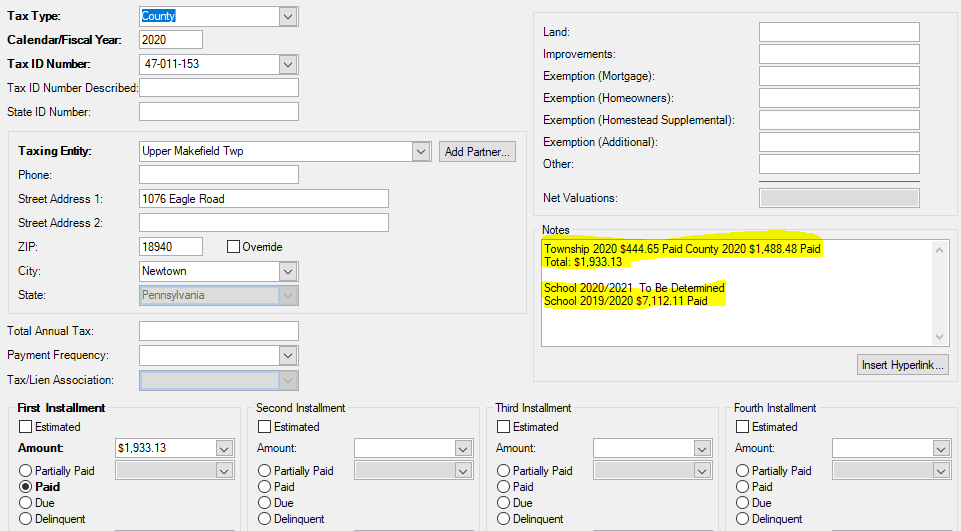 Tax Type: County
Calendar/Fiscal Year: 2020
Tax ID Number: 47-011-153
Tax ID Number Described:
State ID Number:
Taxing Entity: Upper Makefield Twp Add Partner...
Phone:
Street Address 1: 1076 Eagle Road
Street Address 2:
ZIP: 18940 Override
City: Newtown
State: Pennsylvania
Total Annual Tax:
Payment Frequency:
Tax/Lien Association:
Land:
Improvements:
Exemption (Mortgage):
Exemption (Homeowners):
Exemption (Homestead Supplemental):
Exemption (Additional):
Other:
Net Valuations:
Notes
Township 2020 $444.65 Paid County 2020 $1,488.48 Paid
Total: $1,933.13
School 2020/2021 To Be Determined
School 2019/2020 $7,112.11 Paid
Insert Hyperlink...
First Installment
Estimated
Amount: $1,933.13
Partially Paid
Paid
Due
Delinquent
Second Installment
Estimated
Amount:
Partially Paid
Paid
Due
Delinquent
Third Installment
Estimated
Amount:
Partially Paid
Paid
Due
Delinquent
Fourth Installment
Estimated
Amount:
Partially Paid
Paid
Due
Delinquent